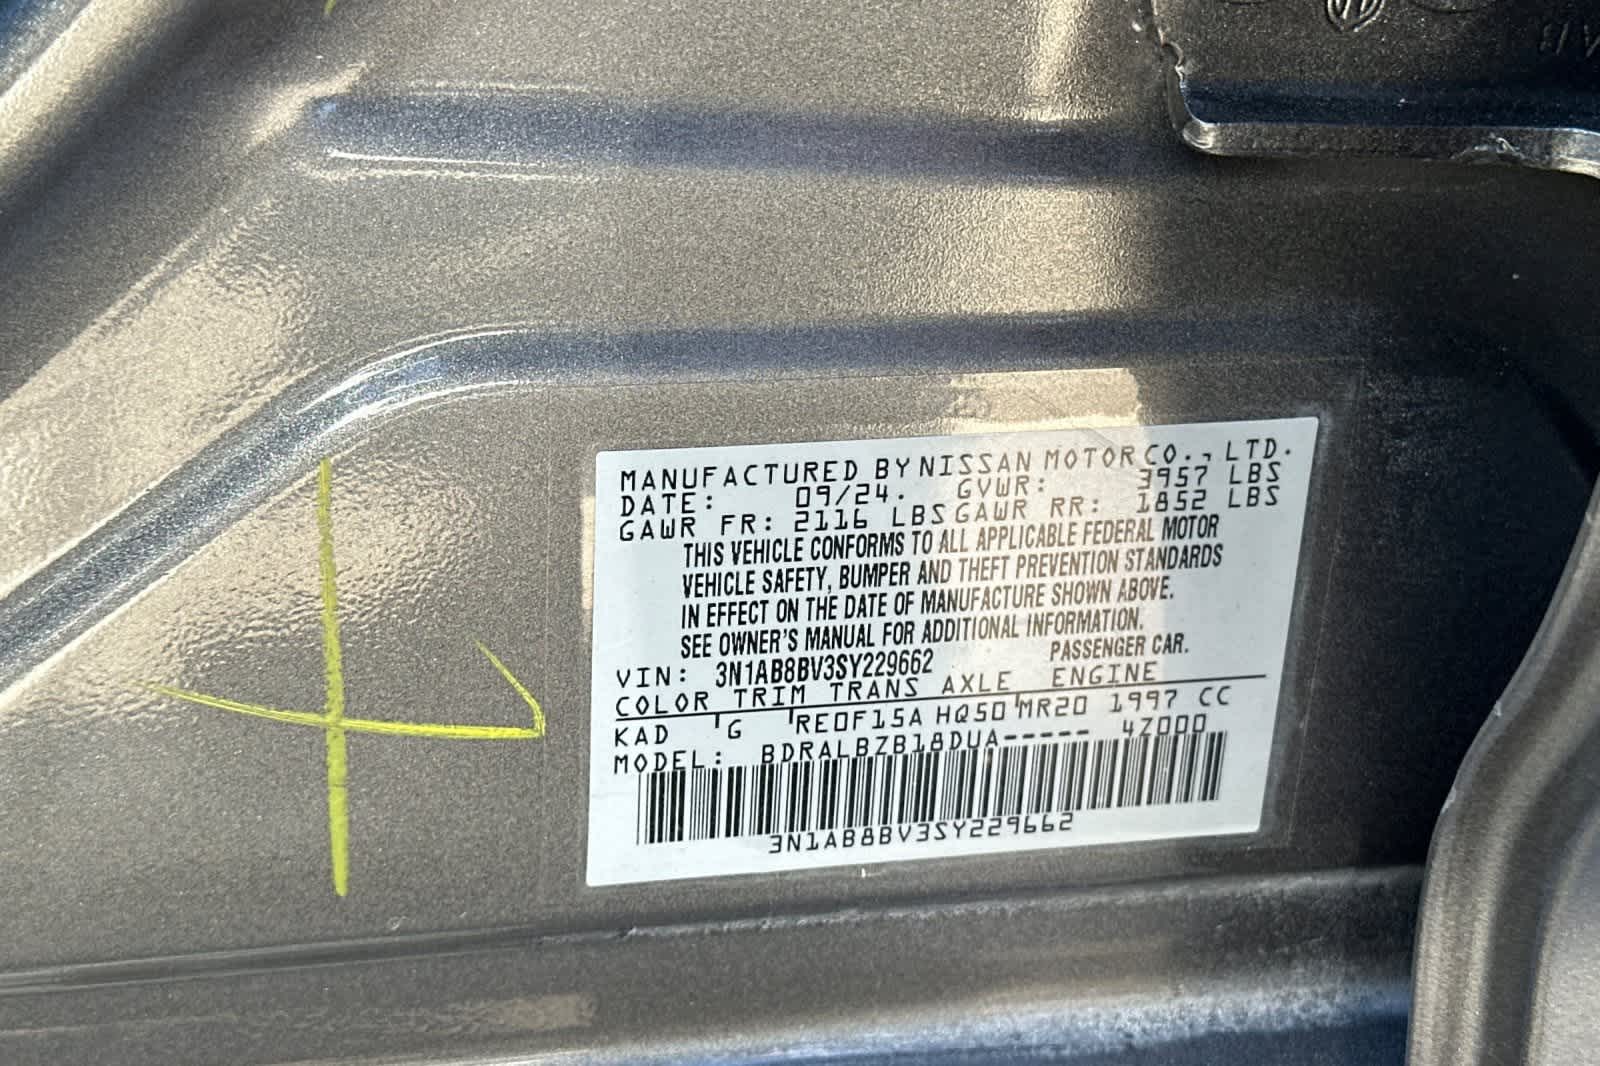 MANUFACTURED BY NISSAN MOTOR CO., LTD.
DATE: 09/24. GVWR: 3957 LBS
GAWR FR: 2116 LBS GAWR RR: 1852 LBS
THIS VEHICLE CONFORMS TO ALL APPLICABLE FEDERAL MOTOR
VEHICLE SAFETY, BUMPER AND THEFT PREVENTION STANDARDS
IN EFFECT ON THE DATE OF MANUFACTURE SHOWN ABOVE.
SEE OWNER'S MANUAL FOR ADDITIONAL INFORMATION.
VIN: 3N1AB8BV3SY229662 PASSENGER CAR.
COLOR TRIM TRANS AXLE ENGINE
KAD G RE0F15A HQ50 MR20 1997 CC
MODEL: BDRALBZB18DUA----- 4Z000
3N1AB8BV3SY229662